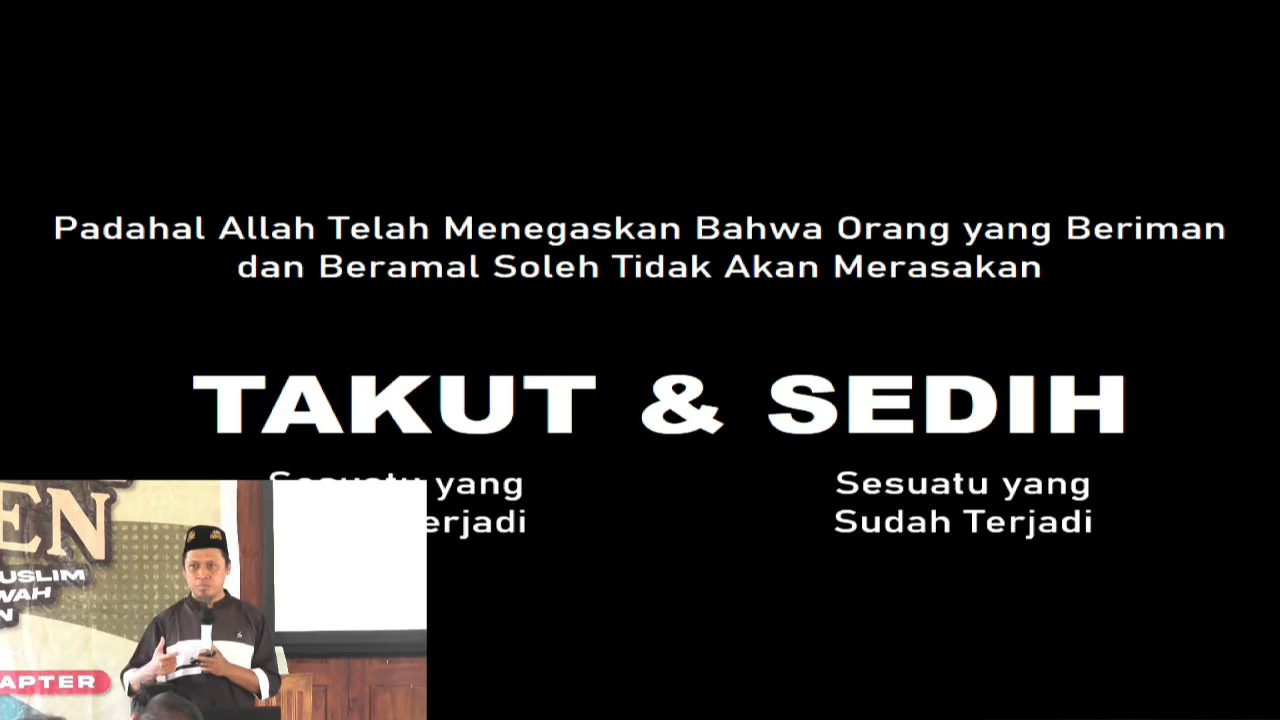 Padahal Allah Telah Menegaskan Bahwa Orang yang Beriman
dan Beramal Soleh Tidak Akan Merasakan
TAKUT & SEDIH
yang
erjadi
Sesuatu yang
Sudah Terjadi
EN
USLIM
WAH
N
APTER